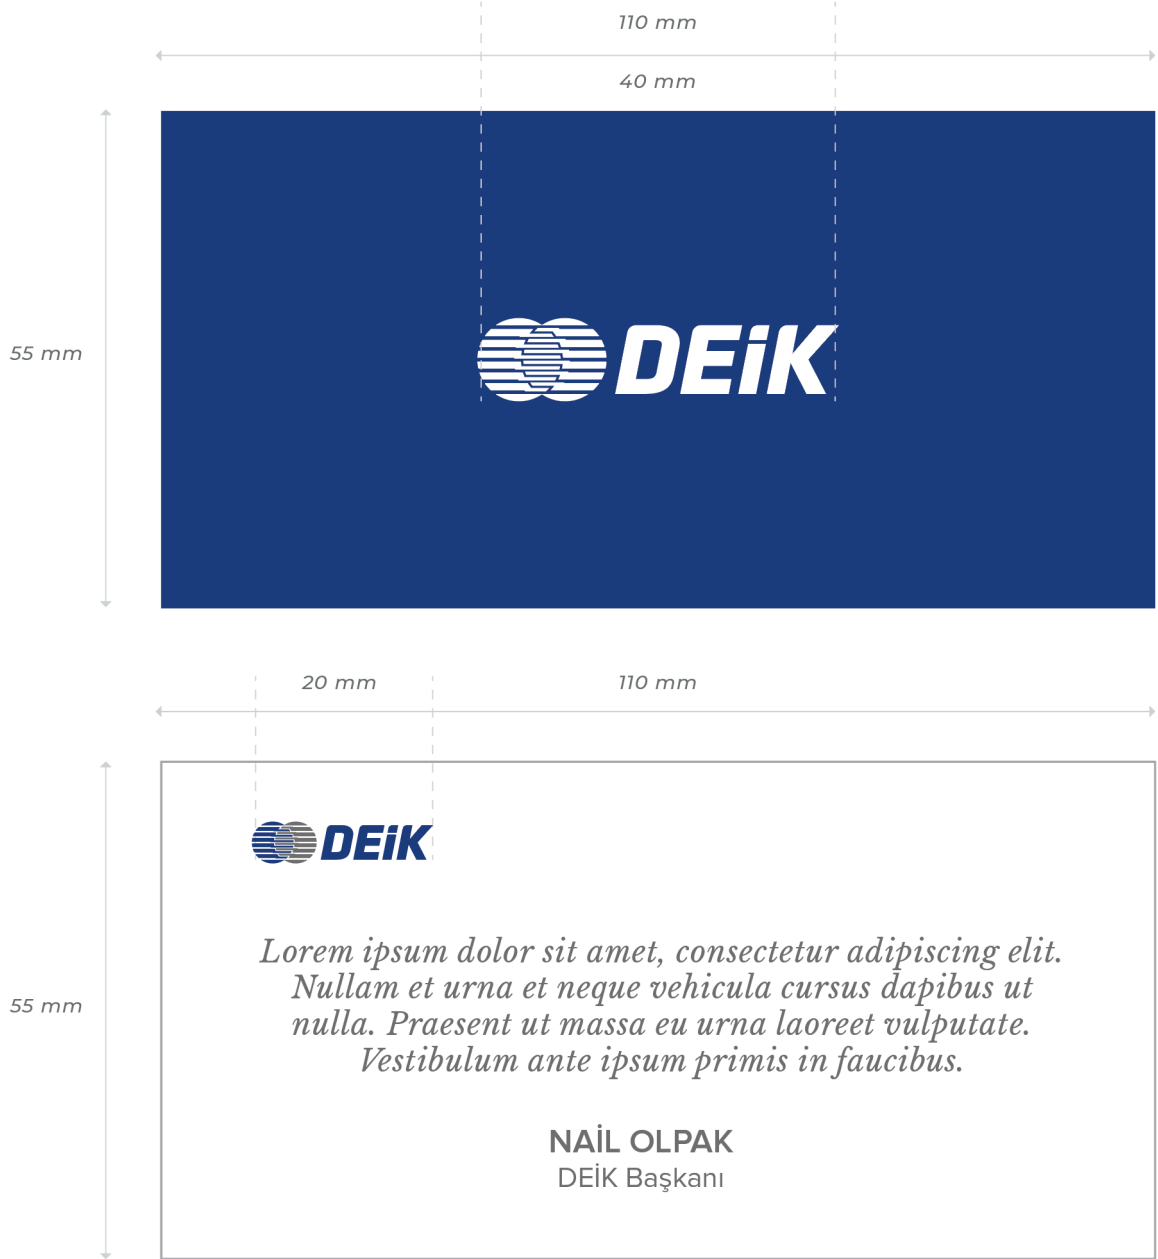 110 mm
40 mm
55 mm
DEiK
20 mm 110 mm
DEiK
55 mm
Lorem ipsum dolor sit amet, consectetur adipiscing elit.
Nullam et urna et neque vehicula cursus dapibus ut
nulla. Praesent ut massa eu urna laoreet vulputate.
Vestibulum ante ipsum primis in faucibus.
NAİL OLPAK
DEİK Başkanı